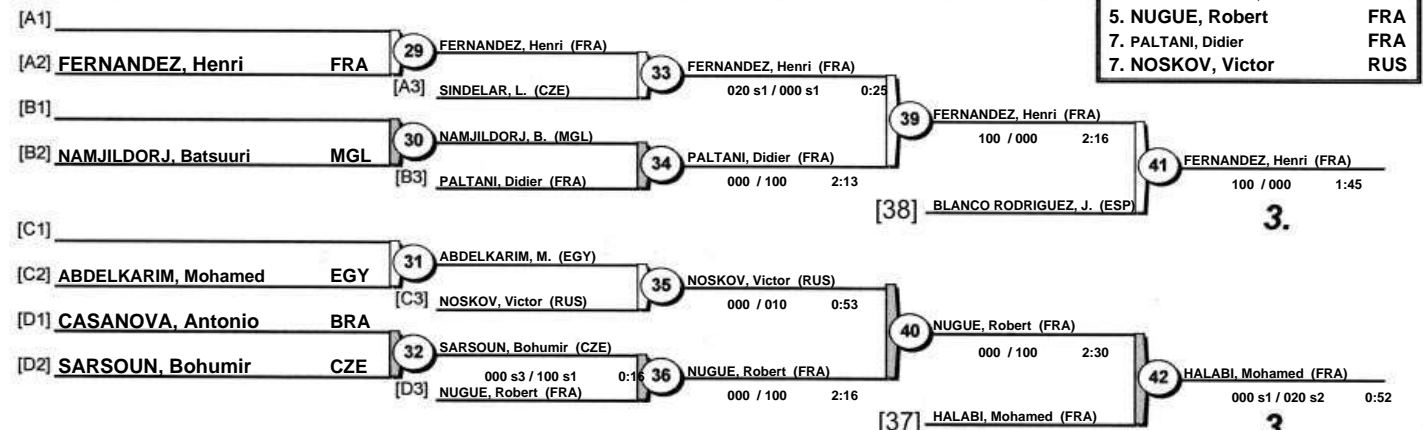 5. NUGUE, Robert FRA
7. PALTANI, Didier FRA
7. NOSKOV, Victor RUS
[A1]
[A2] FERNANDEZ, Henri FRA
29
FERNANDEZ, Henri (FRA)
[A3]
SINDELAR, L. (CZE)
33
FERNANDEZ, Henri (FRA)
020 s1 / 000 s1 0:25
[B1]
[B2] NAMJILDORJ, Batsuuri MGL
30
NAMJILDORJ, B. (MGL)
[B3]
PALTANI, Didier (FRA)
34
PALTANI, Didier (FRA)
000 / 100 2:13
39
FERNANDEZ, Henri (FRA)
100 / 000 2:16
[38] BLANCO RODRIGUEZ, J. (ESP)
41
FERNANDEZ, Henri (FRA)
100 / 000 1:45
3.
[C1]
[C2] ABDELKARIM, Mohamed EGY
31
ABDELKARIM, M. (EGY)
[C3]
NOSKOV, Victor (RUS)
35
NOSKOV, Victor (RUS)
000 / 010 0:53
[D1] CASANOVA, Antonio BRA
[D2] SARSOUN, Bohumir CZE
32
SARSOUN, Bohumir (CZE)
000 s3 / 100 s1 0:16
[D3]
NUGUE, Robert (FRA)
36
NUGUE, Robert (FRA)
000 / 100 2:16
40
NUGUE, Robert (FRA)
000 / 100 2:30
[37] HALABI, Mohamed (FRA)
42
HALABI, Mohamed (FRA)
000 s1 / 020 s2 0:52
3